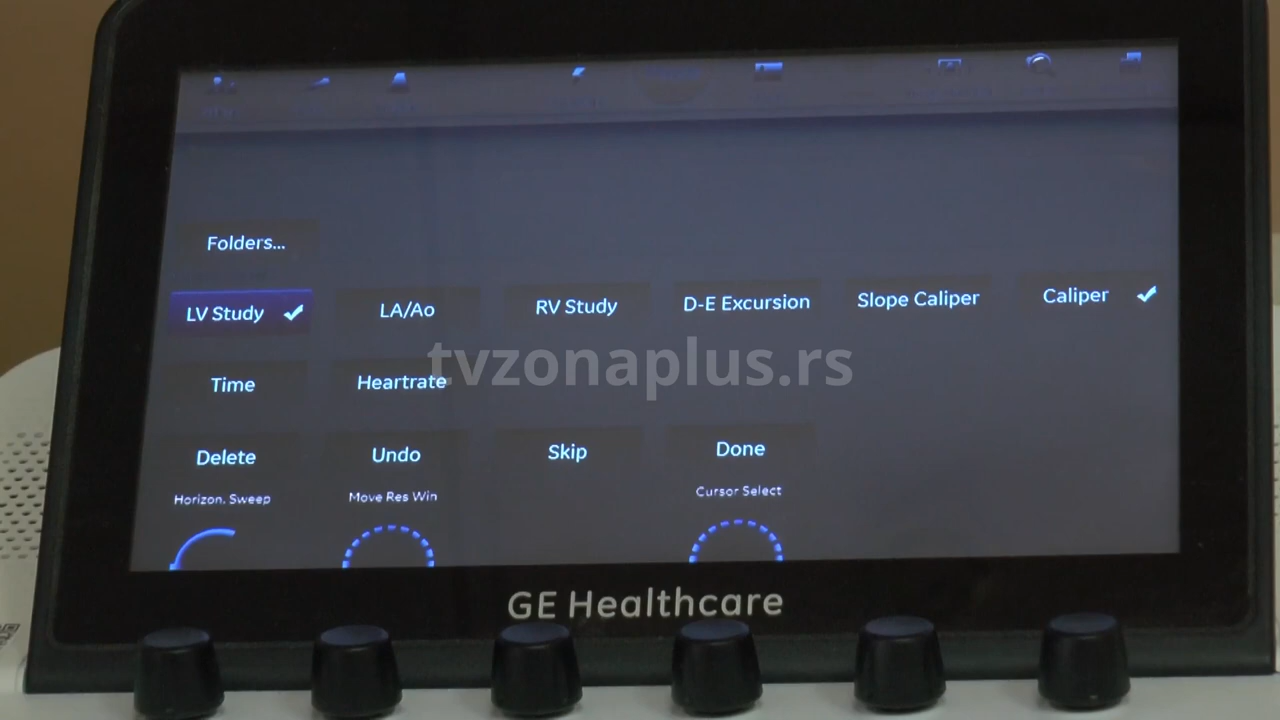 Folders...
LV Study
LA/Ao
RV Study
D-E Excursion
Slope Caliper
Caliper
tvzonaplus.rs
Time
Heartrate
Delete
Undo
Skip
Done
Horizon. Sweep
Move Res Win
Cursor Select
GE Healthcare